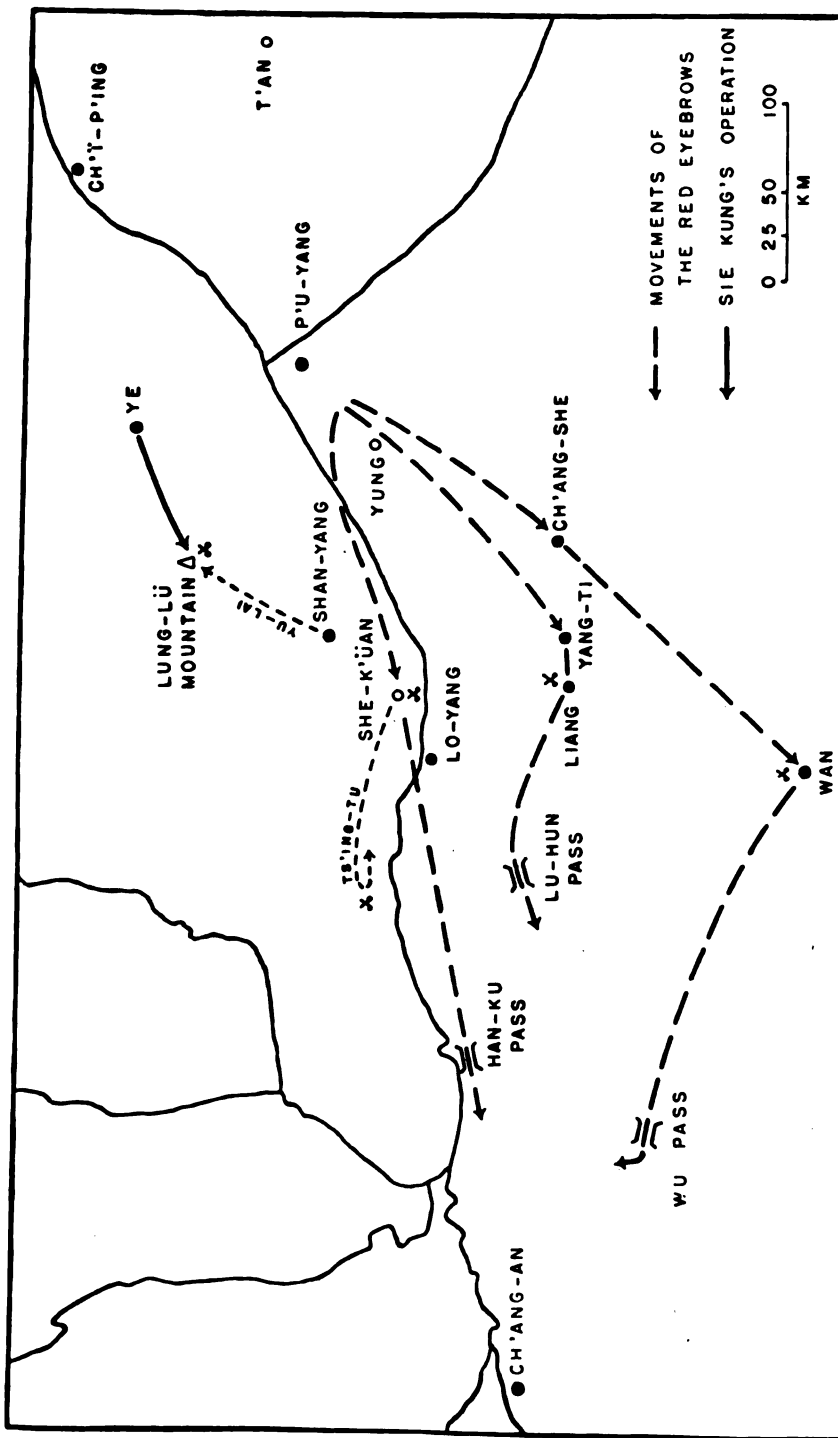 CH'Ï-P'ING
T'AN
YE
P'U-YANG
LUNG-LÜ
MOUNTAIN
YU-LAI
SHAN-YANG
YUNG
SHE-K'ÜAN
TS'ING-TU
LO-YANG
CH'ANG-SHE
YANG-TI
LIANG
LU-HUN
PASS
HAN-KU
PASS
WAN
WU PASS
CH'ANG-AN
MOVEMENTS OF
THE RED EYEBROWS
SIE KUNG'S OPERATION
0 25 50 100
KM